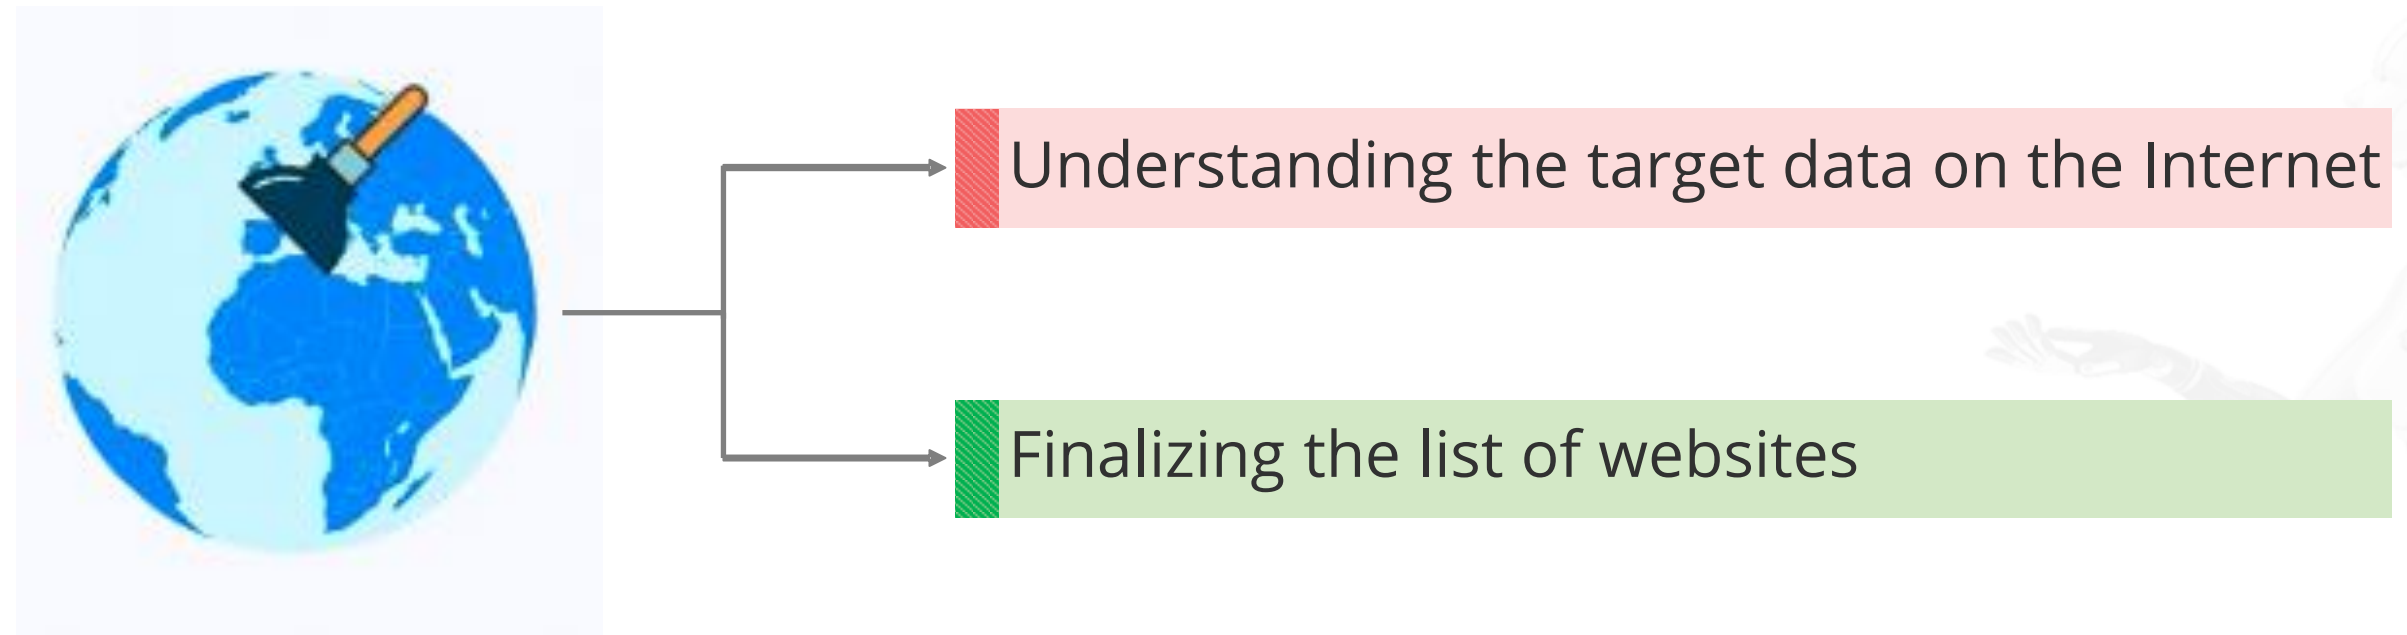 Understanding the target data on the Internet
Finalizing the list of websites